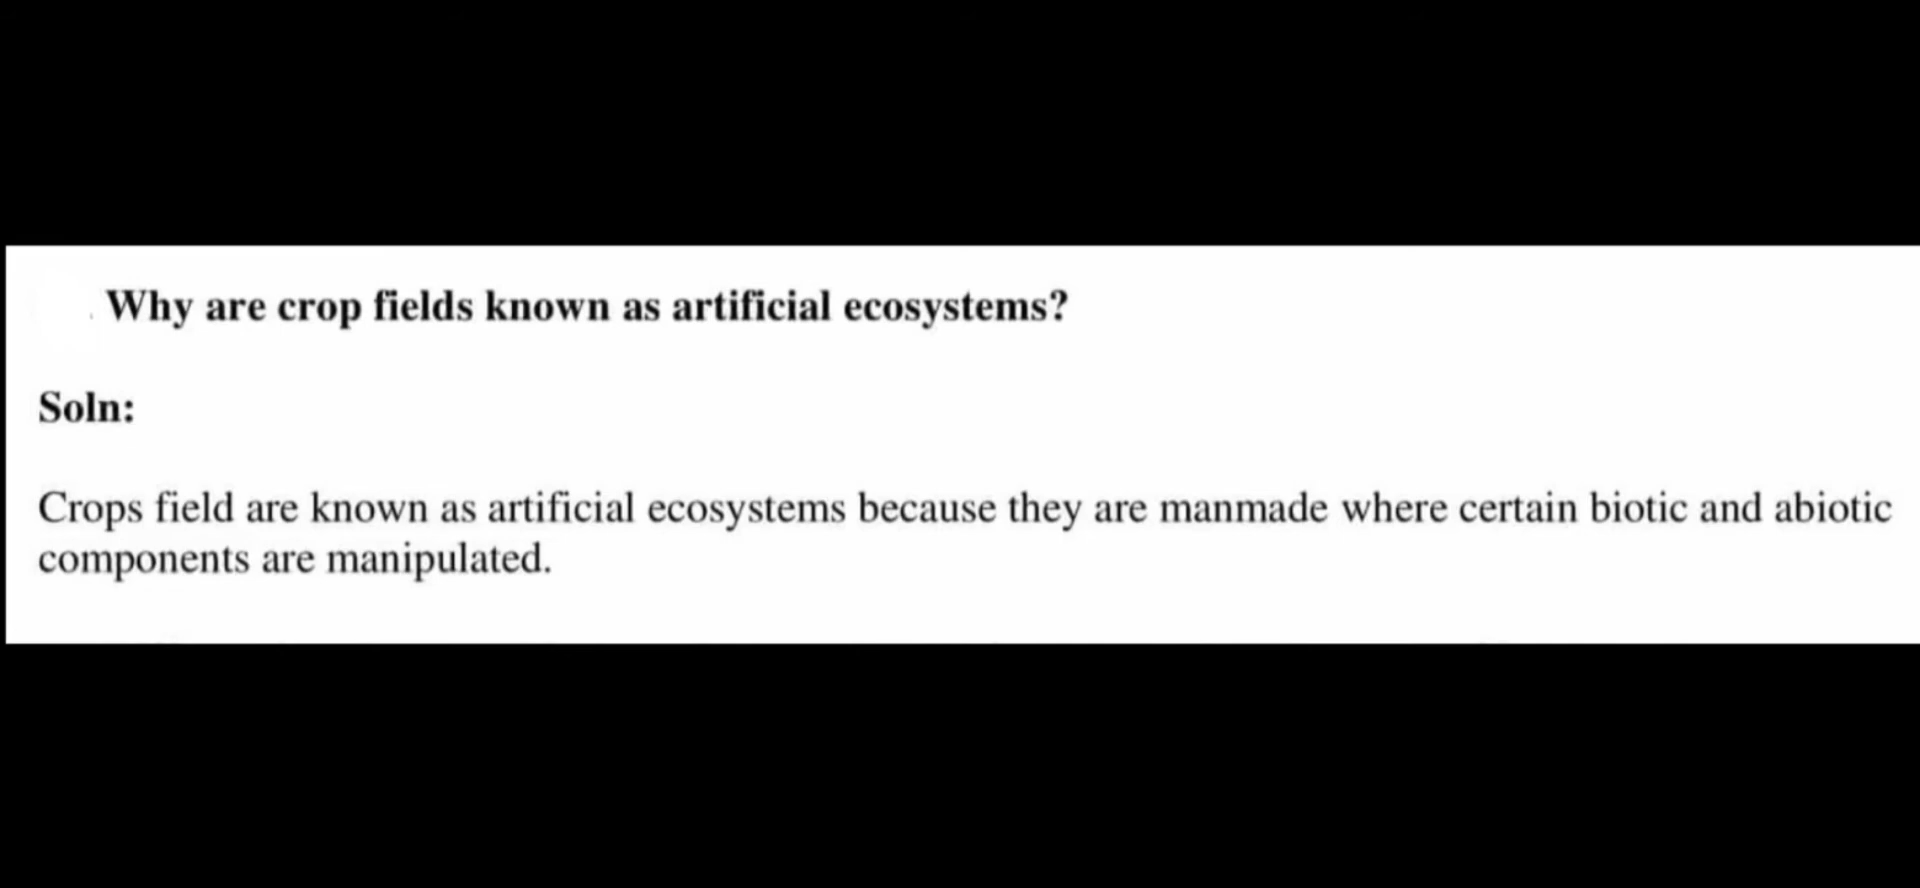 Why are crop fields known as artificial ecosystems?
Soln:
Crops field are known as artificial ecosystems because they are manmade where certain biotic and abiotic
components are manipulated.